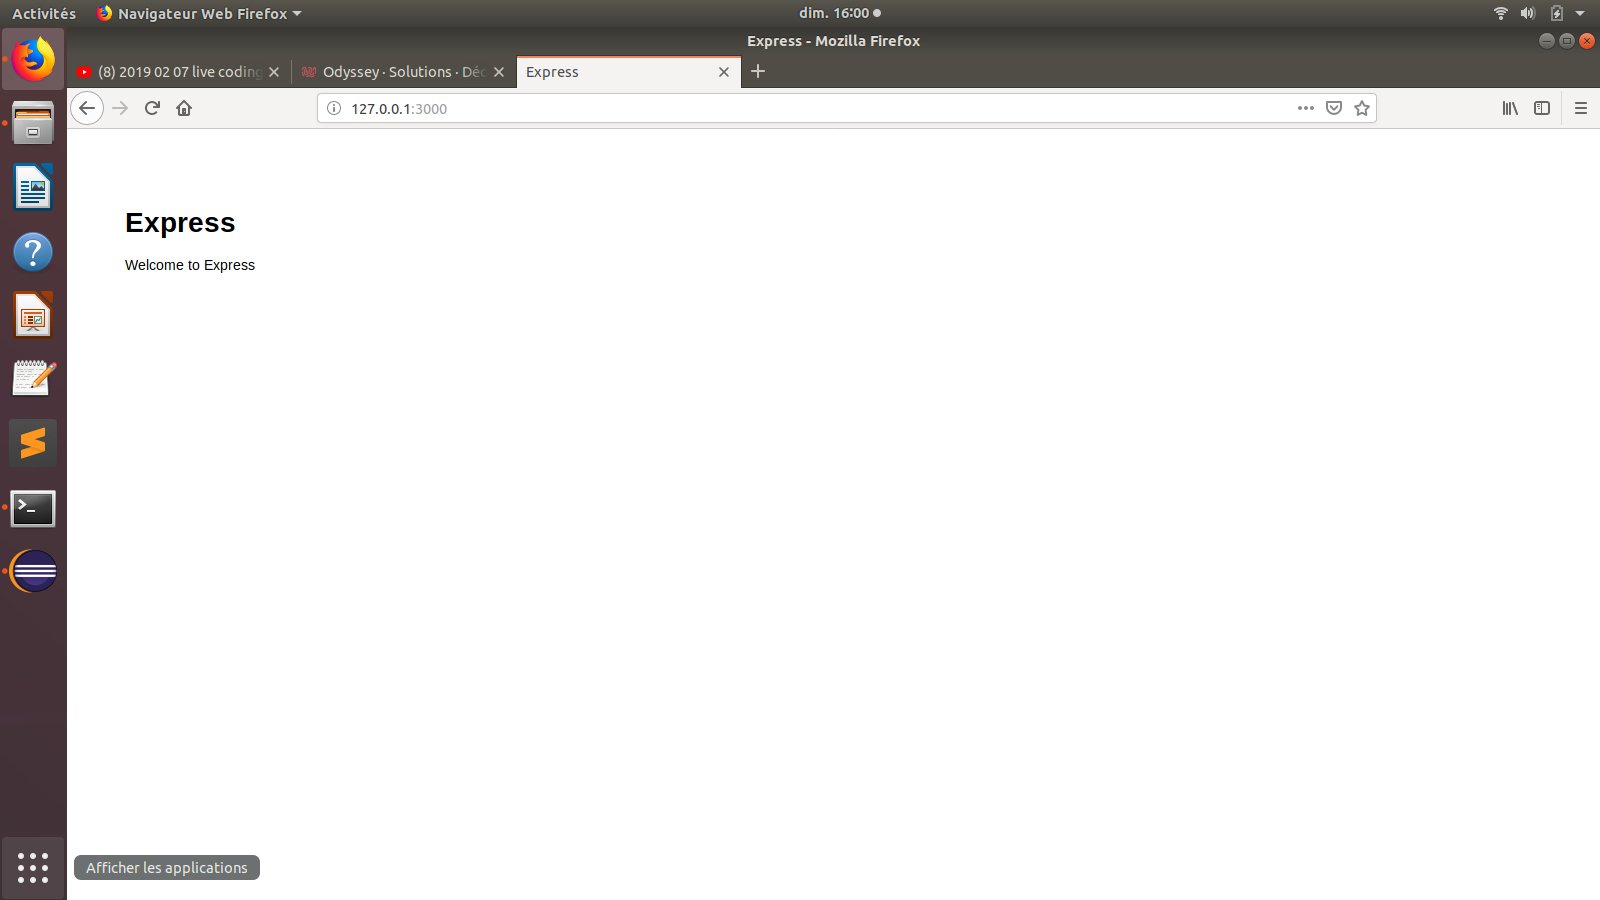 Activités Navigateur Web Firefox dim. 16:00
Express - Mozilla Firefox
(8) 2019 02 07 live coding Odyssey · Solutions · Déc Express
127.0.0.1:3000
Express
Welcome to Express
Afficher les applications